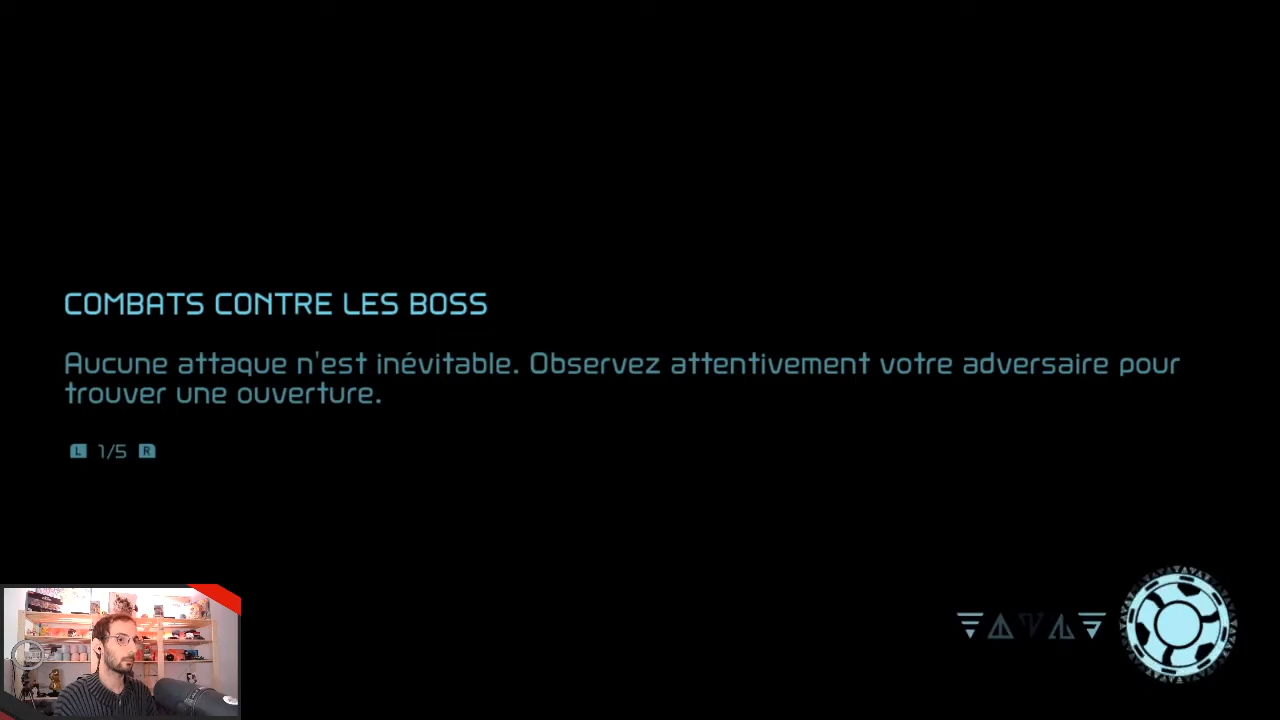 COMBATS CONTRE LES BOSS
Aucune attaque n'est inévitable. Observez attentivement votre adversaire pour
trouver une ouverture.
L 1/5 R